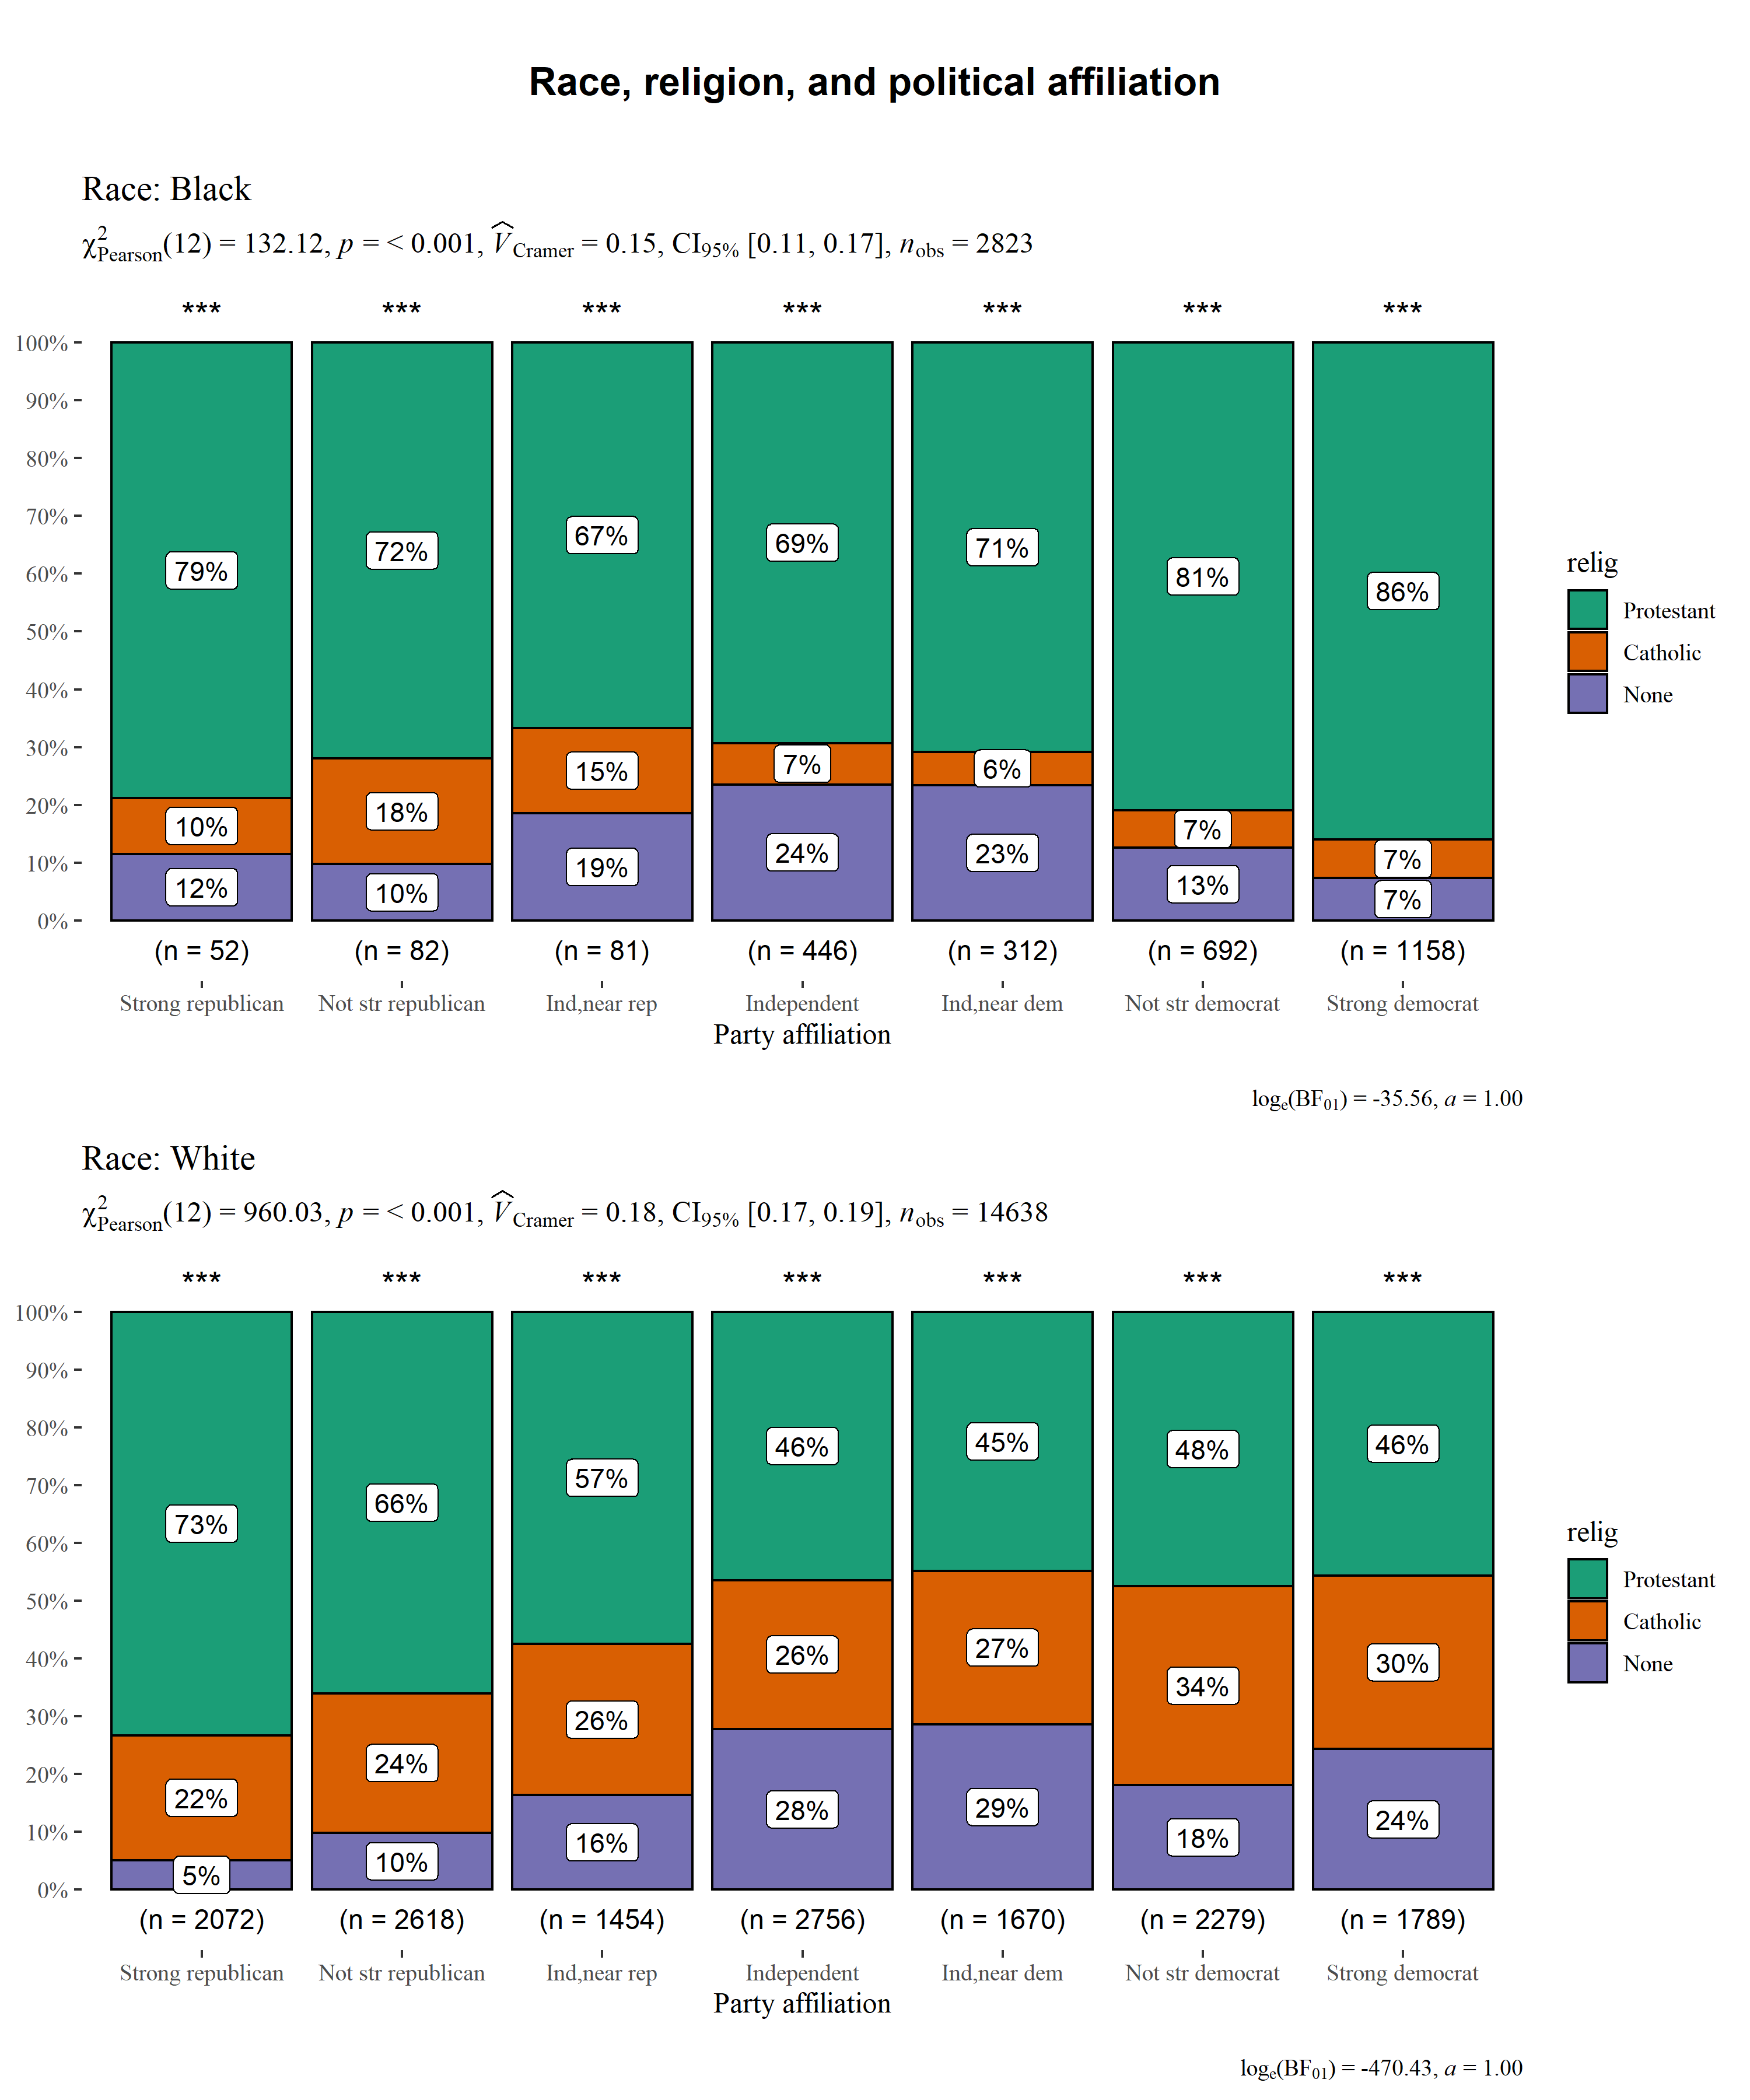 Race, religion, and political affiliation
Race: Black
χ²Pearson(12) = 132.12, p = < 0.001, V̂Cramer = 0.15, CI95% [0.11, 0.17], nobs = 2823
*** *** *** *** *** *** ***
100%
90%
80%
70%
60%
50%
40%
30%
20%
10%
0%
79% 72% 67% 69% 71% 81% 86%
10% 18% 15% 7% 6% 7% 7%
12% 10% 19% 24% 23% 13% 7%
(n = 52) (n = 82) (n = 81) (n = 446) (n = 312) (n = 692) (n = 1158)
Strong republican Not str republican Ind,near rep Independent Ind,near dem Not str democrat Strong democrat
Party affiliation
relig
Protestant
Catholic
None
loge(BF01) = -35.56, a = 1.00
Race: White
χ²Pearson(12) = 960.03, p = < 0.001, V̂Cramer = 0.18, CI95% [0.17, 0.19], nobs = 14638
*** *** *** *** *** *** ***
100%
90%
80%
70%
60%
50%
40%
30%
20%
10%
0%
73% 66% 57% 46% 45% 48% 46%
22% 24% 26% 26% 27% 34% 30%
5% 10% 16% 28% 29% 18% 24%
(n = 2072) (n = 2618) (n = 1454) (n = 2756) (n = 1670) (n = 2279) (n = 1789)
Strong republican Not str republican Ind,near rep Independent Ind,near dem Not str democrat Strong democrat
Party affiliation
relig
Protestant
Catholic
None
loge(BF01) = -470.43, a = 1.00